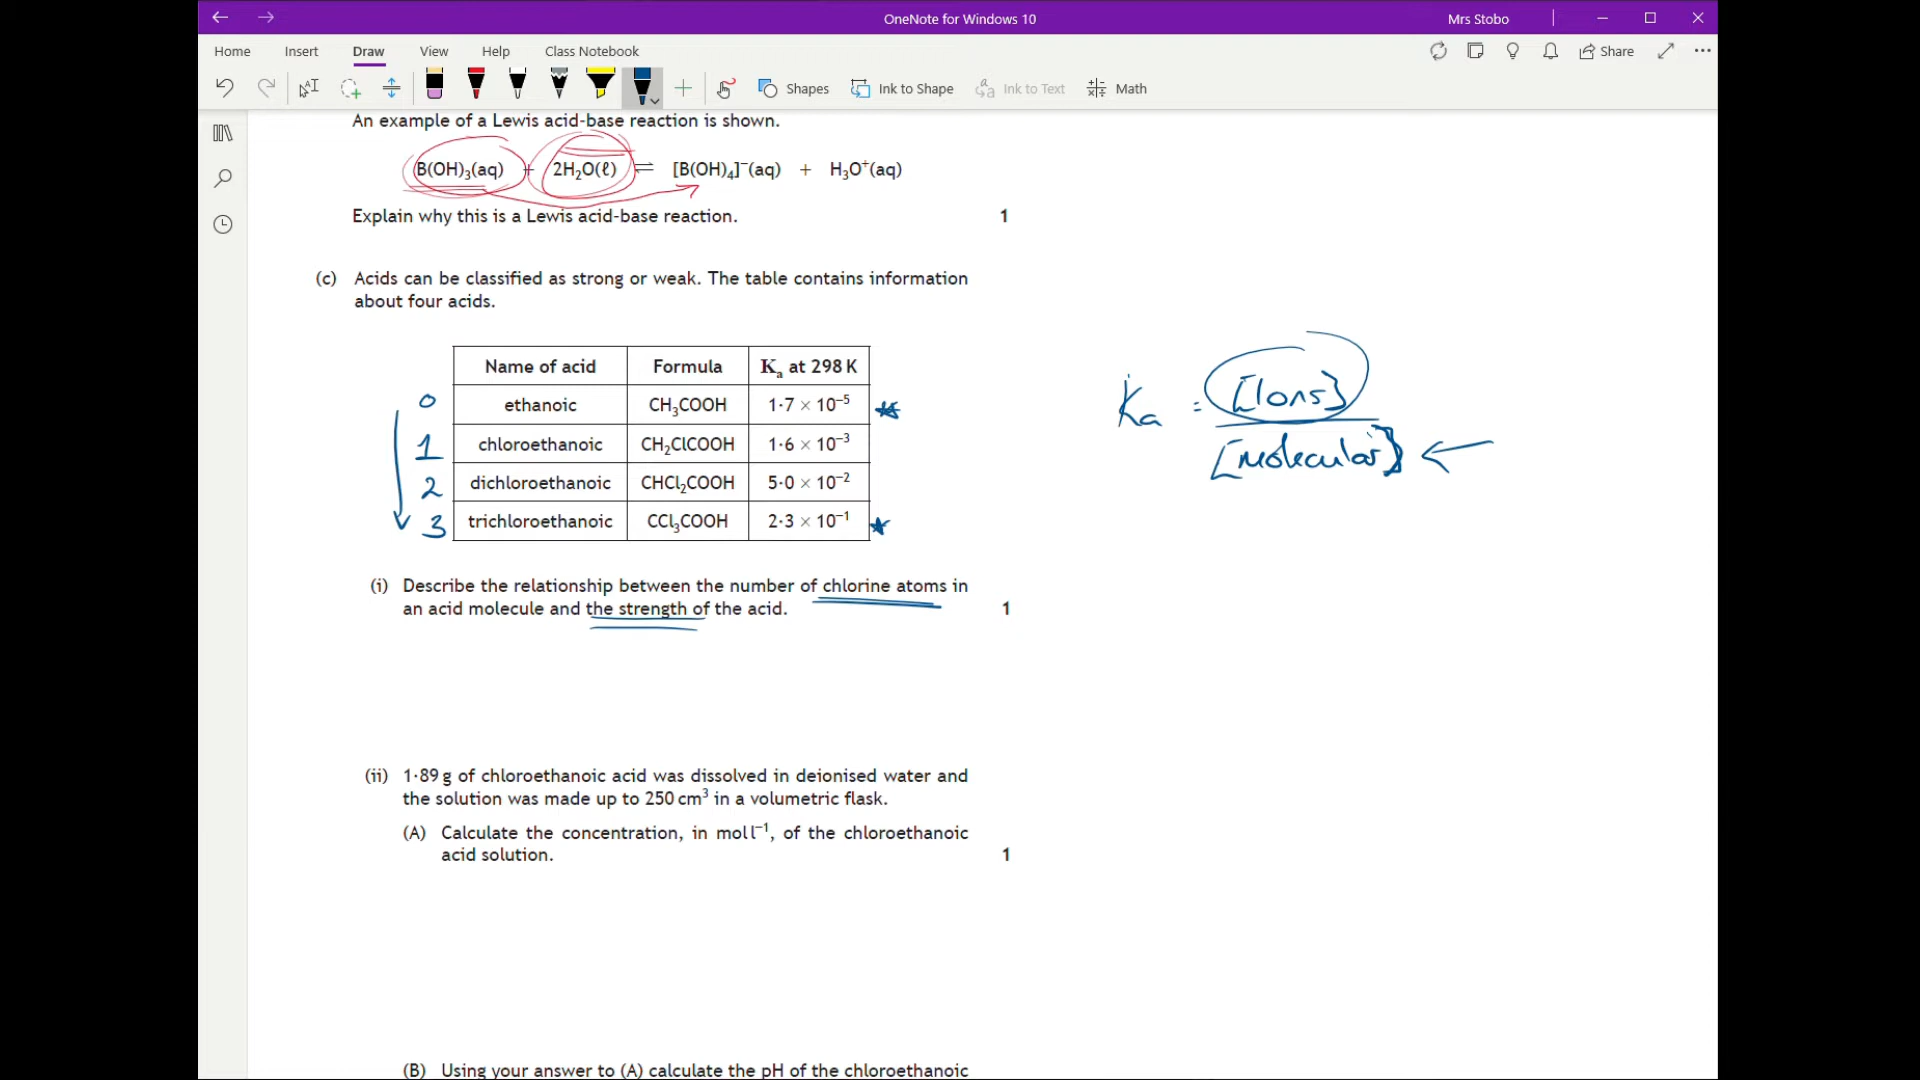 OneNote for Windows 10
Mrs Stobo
Home Insert Draw View Help Class Notebook
Share
Shapes Ink to Shape Ink to Text Math
An example of a Lewis acid-base reaction is shown.
B(OH)₃(aq) + 2H₂O(ℓ) ⇌ [B(OH)₄]⁻(aq) + H₃O⁺(aq)
Explain why this is a Lewis acid-base reaction. 1
(c) Acids can be classified as strong or weak. The table contains information
about four acids.
Name of acid Formula Kₐ at 298 K
0 ethanoic CH₃COOH 1·7 × 10⁻⁵
1 chloroethanoic CH₂ClCOOH 1·6 × 10⁻³
2 dichloroethanoic CHCl₂COOH 5·0 × 10⁻²
3 trichloroethanoic CCl₃COOH 2·3 × 10⁻¹
Ka = [Ions]
[molecular]
(i) Describe the relationship between the number of chlorine atoms in
an acid molecule and the strength of the acid. 1
(ii) 1·89 g of chloroethanoic acid was dissolved in deionised water and
the solution was made up to 250 cm³ in a volumetric flask.
(A) Calculate the concentration, in mol l⁻¹, of the chloroethanoic
acid solution. 1
(B) Using your answer to (A) calculate the pH of the chloroethanoic